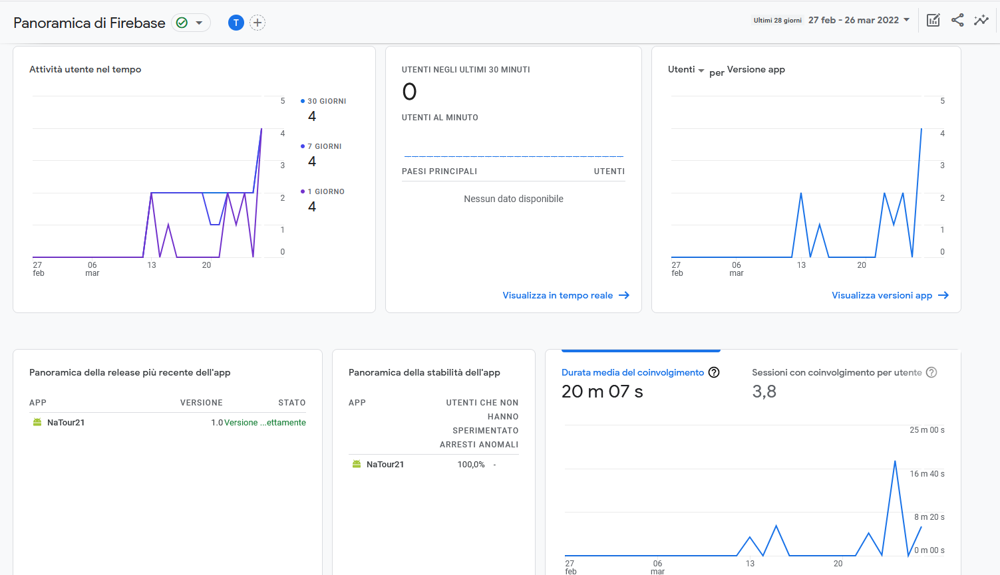 Panoramica di Firebase
T
Ultimi 28 giorni 27 feb - 26 mar 2022
Attività utente nel tempo
5
4
3
2
1
0
27 feb
06 mar
13
20
30 GIORNI
4
7 GIORNI
4
1 GIORNO
4
UTENTI NEGLI ULTIMI 30 MINUTI
0
UTENTI AL MINUTO
PAESI PRINCIPALI UTENTI
Nessun dato disponibile
Visualizza in tempo reale
Utenti per Versione app
5
4
3
2
1
0
27 feb
06 mar
13
20
Visualizza versioni app
Panoramica della release più recente dell'app
APP VERSIONE STATO
NaTour21 1.0 Versione ...ettamente
Panoramica della stabilità dell'app
APP UTENTI CHE NON
HANNO
SPERIMENTATO
ARRESTI ANOMALI
NaTour21 100,0% -
Durata media del coinvolgimento
20 m 07 s
Sessioni con coinvolgimento per utente
3,8
25 m 00 s
16 m 40 s
8 m 20 s
0 m 00 s
27 feb
06 mar
13
20